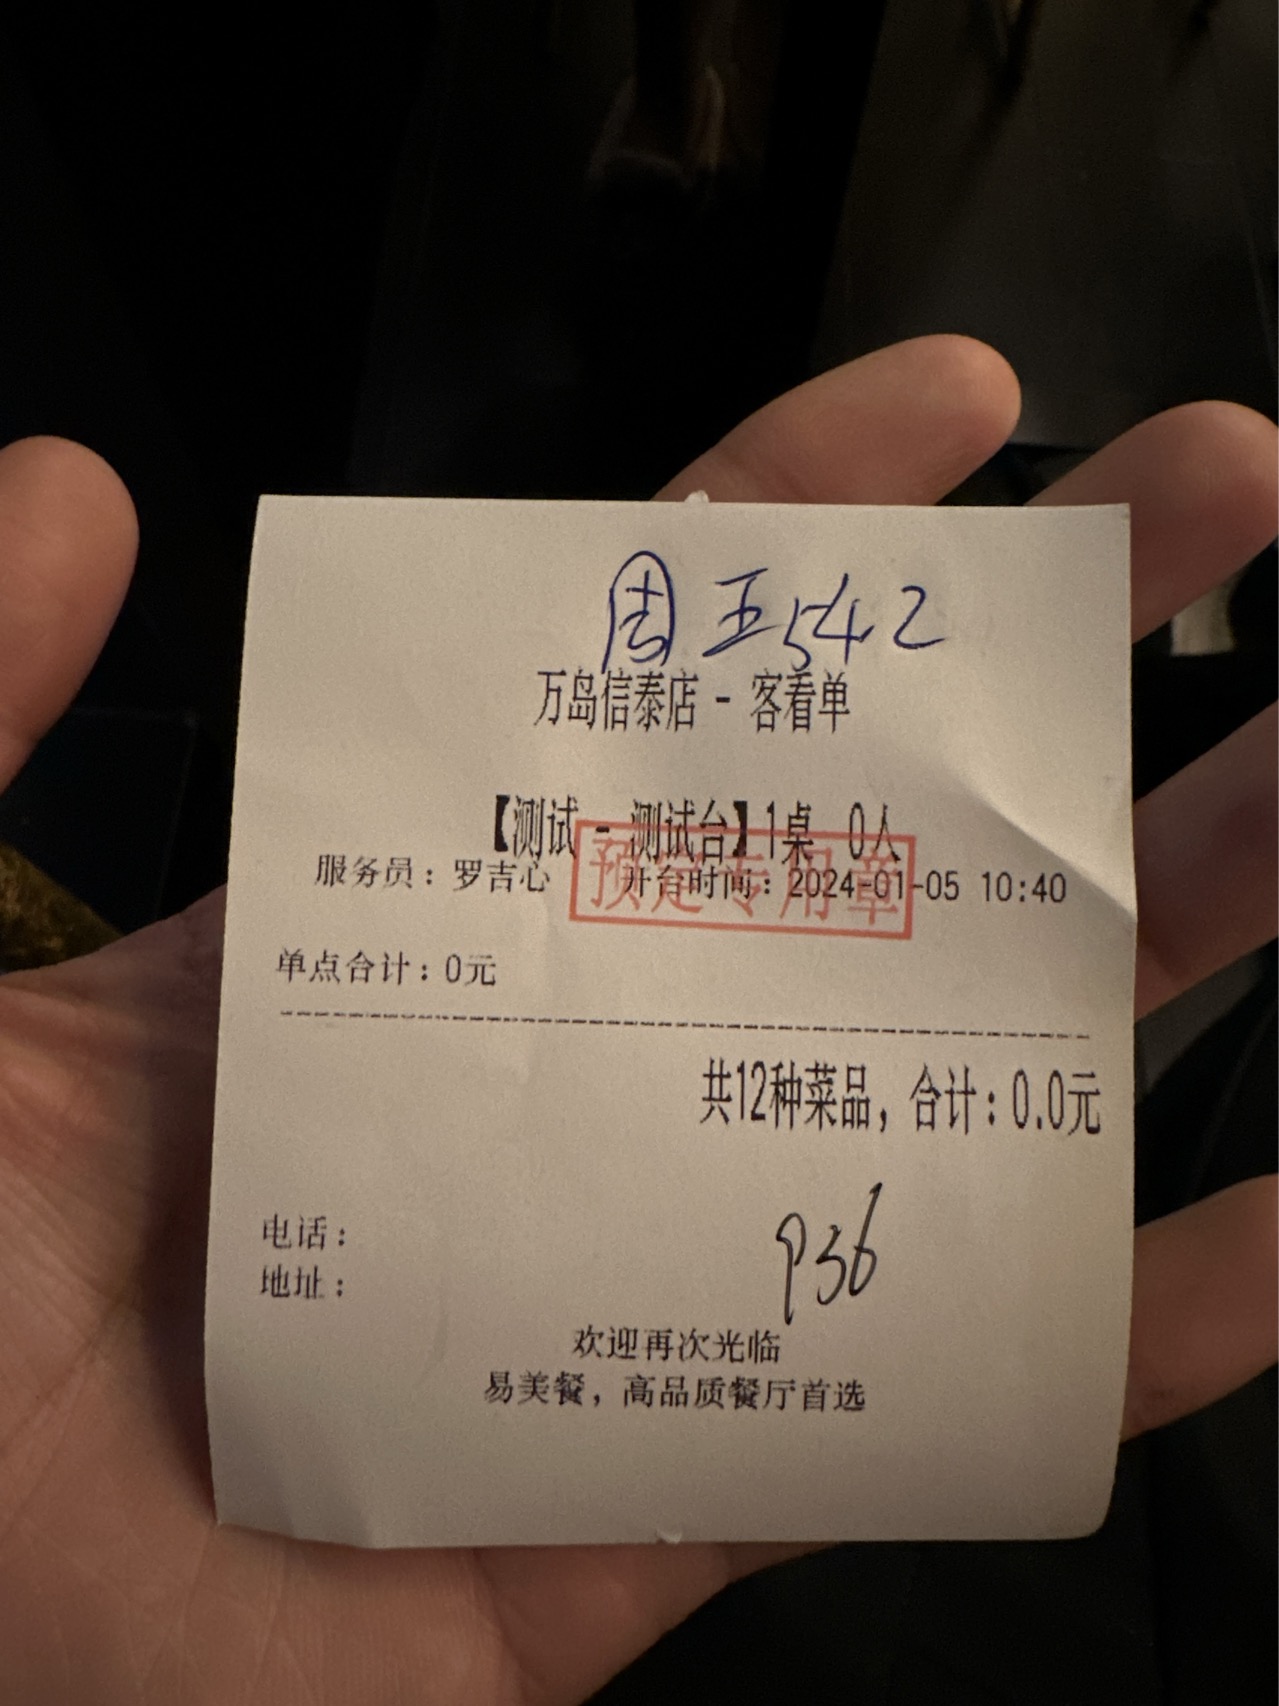 周五542
万岛信泰店 - 客看单
【测试 - 测试台】1桌 0人
预定专用章
服务员：罗吉心 开台时间：2024-01-05 10:40
单点合计：0元
共12种菜品，合计：0.0元
936
电话：
地址：
欢迎再次光临
易美餐，高品质餐厅首选